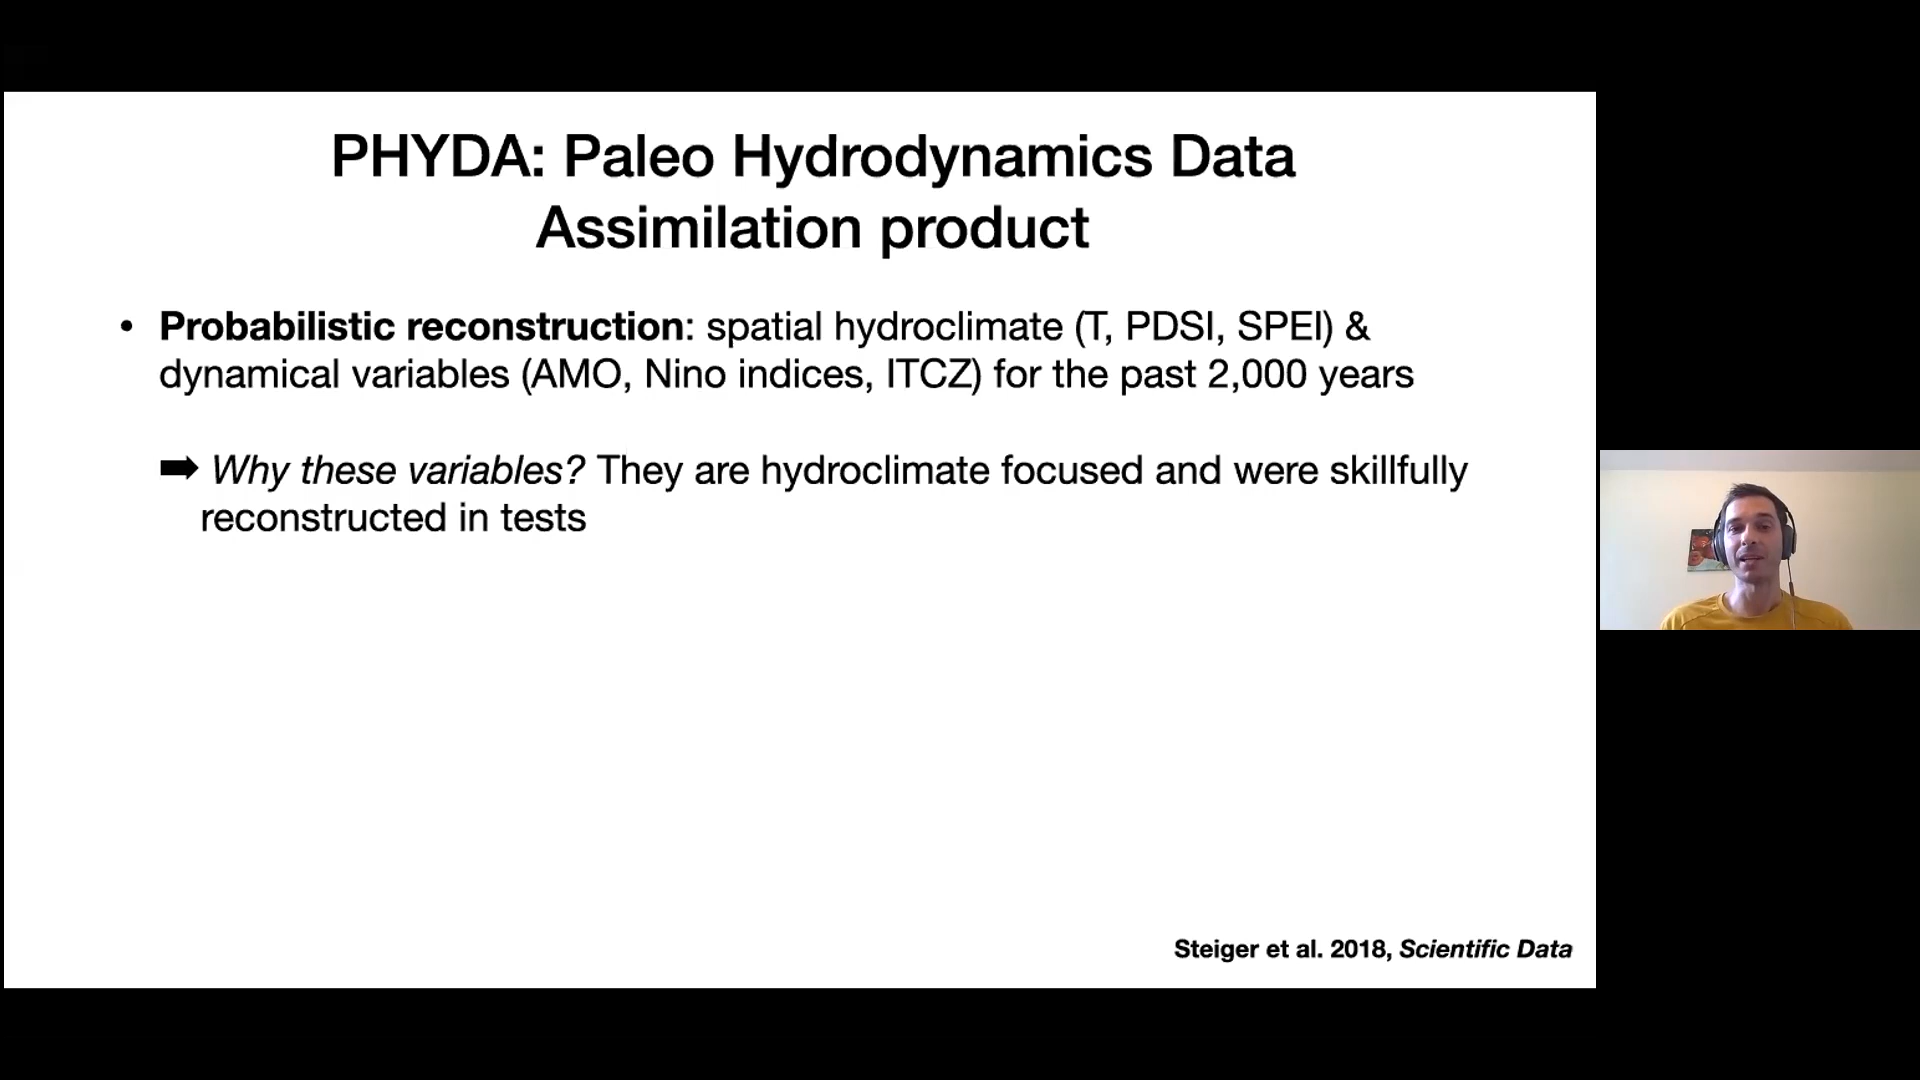 PHYDA: Paleo Hydrodynamics Data
Assimilation product
• Probabilistic reconstruction: spatial hydroclimate (T, PDSI, SPEI) &
dynamical variables (AMO, Nino indices, ITCZ) for the past 2,000 years
➡ Why these variables? They are hydroclimate focused and were skillfully
reconstructed in tests
Steiger et al. 2018, Scientific Data